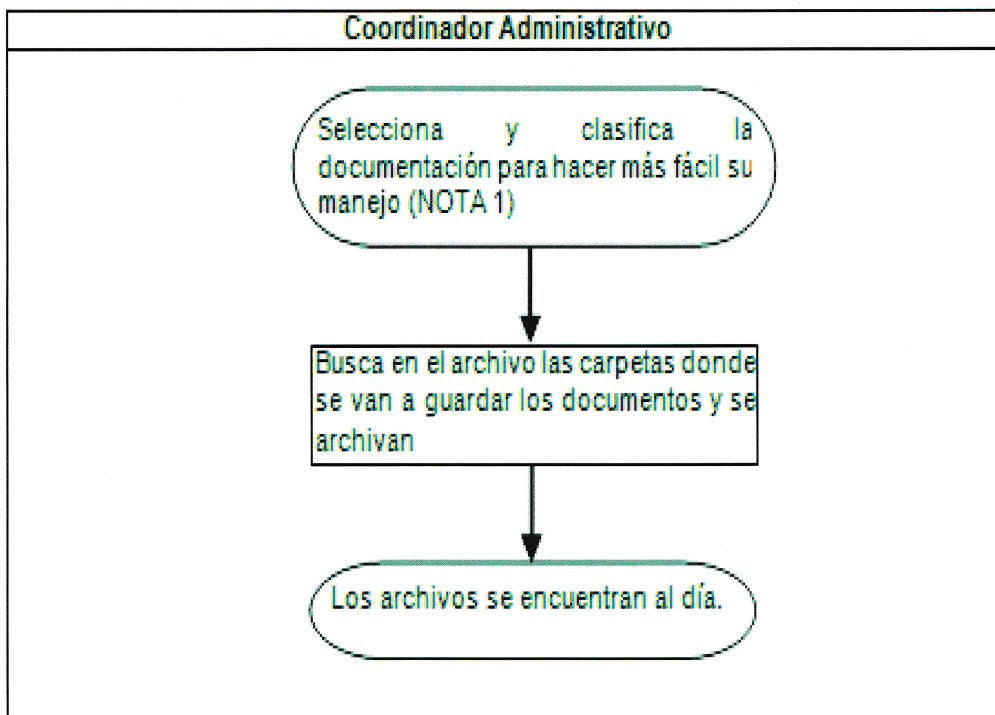 Coordinador Administrativo
Selecciona y clasifica la
documentación para hacer más fácil su
manejo (NOTA 1)
Busca en el archivo las carpetas donde
se van a guardar los documentos y se
archivan
Los archivos se encuentran al día.